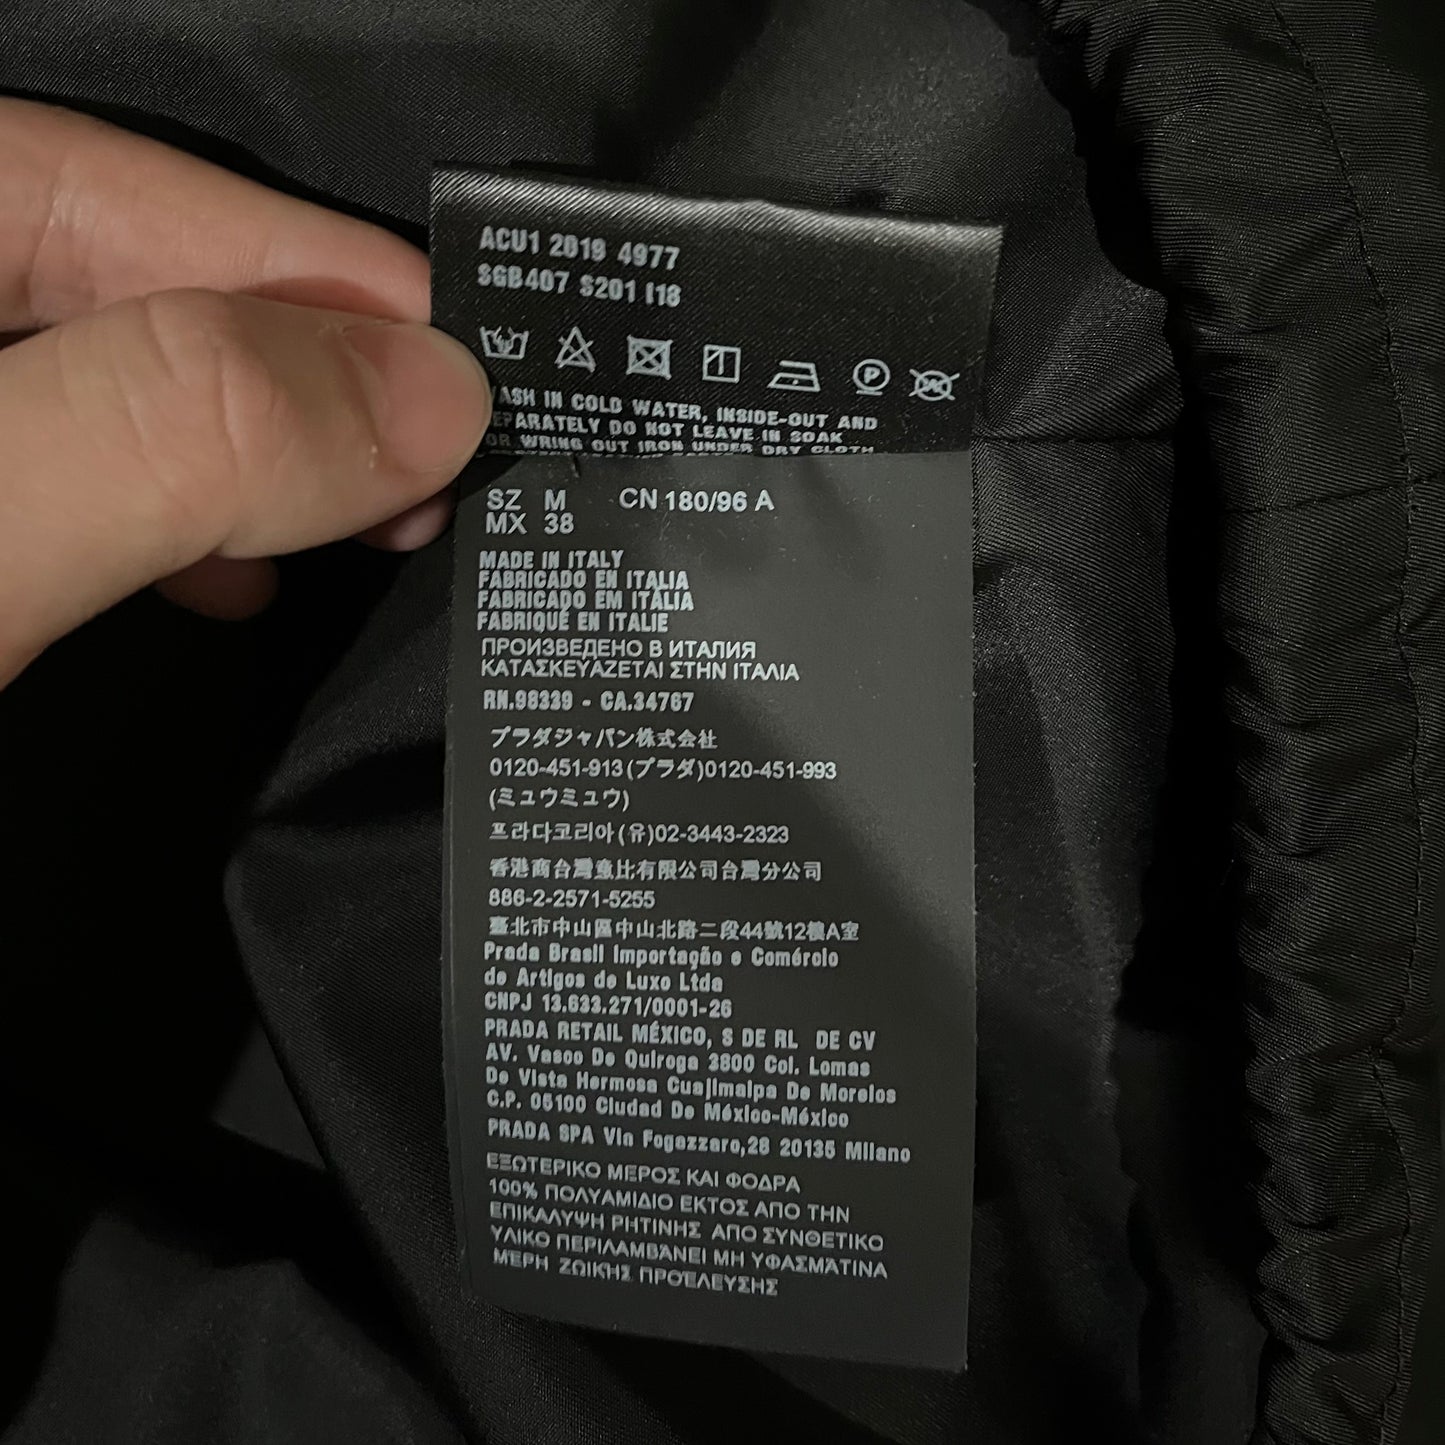 ACU1 2019 4977
SGB407 S201 I18
WASH IN COLD WATER, INSIDE-OUT AND
SEPARATELY DO NOT LEAVE IN SOAK
OR WRING OUT IRON UNDER DRY CLOTH
SZ M CN 180/96 A
MX 38
MADE IN ITALY
FABRICADO EN ITALIA
FABRICADO EM ITÁLIA
FABRIQUÉ EN ITALIE
ПРОИЗВЕДЕНО В ИТАЛИЯ
ΚΑΤΑΣΚΕΥΑΖΕΤΑΙ ΣΤΗΝ ΙΤΑΛΙΑ
RN.98339 - CA.34767
プラダジャパン株式会社
0120-451-913(プラダ)0120-451-993
(ミュウミュウ)
프라다코리아(유)02-3443-2323
香港商台灣惫比有限公司台灣分公司
886-2-2571-5255
臺北市中山區中山北路二段44號12樓A室
Prada Brasil Importação e Comércio
de Artigos de Luxo Ltda
CNPJ 13.633.271/0001-26
PRADA RETAIL MÉXICO, S DE RL DE CV
AV. Vasco De Quiroga 3800 Col. Lomas
De Vista Hermosa Cuajimalpa De Morelos
C.P. 05100 Ciudad De México-México
PRADA SPA Via Fogazzaro,28 20135 Milano
ΕΞΩΤΕΡΙΚΟ ΜΕΡΟΣ ΚΑΙ ΦΟΔΡΑ
100% ΠΟΛΥΑΜΙΔΙΟ ΕΚΤΟΣ ΑΠΟ ΤΗΝ
ΕΠΙΚΑΛΥΨΗ ΡΗΤΙΝΗΣ ΑΠΟ ΣΥΝΘΕΤΙΚΟ
ΥΛΙΚΟ ΠΕΡΙΛΑΜΒΆΝΕΙ ΜΗ ΥΦΑΣΜΆΤΙΝΑ
ΜΈΡΗ ΖΩΙΚΉΣ ΠΡΟΈΛΕΥΣΗΣ